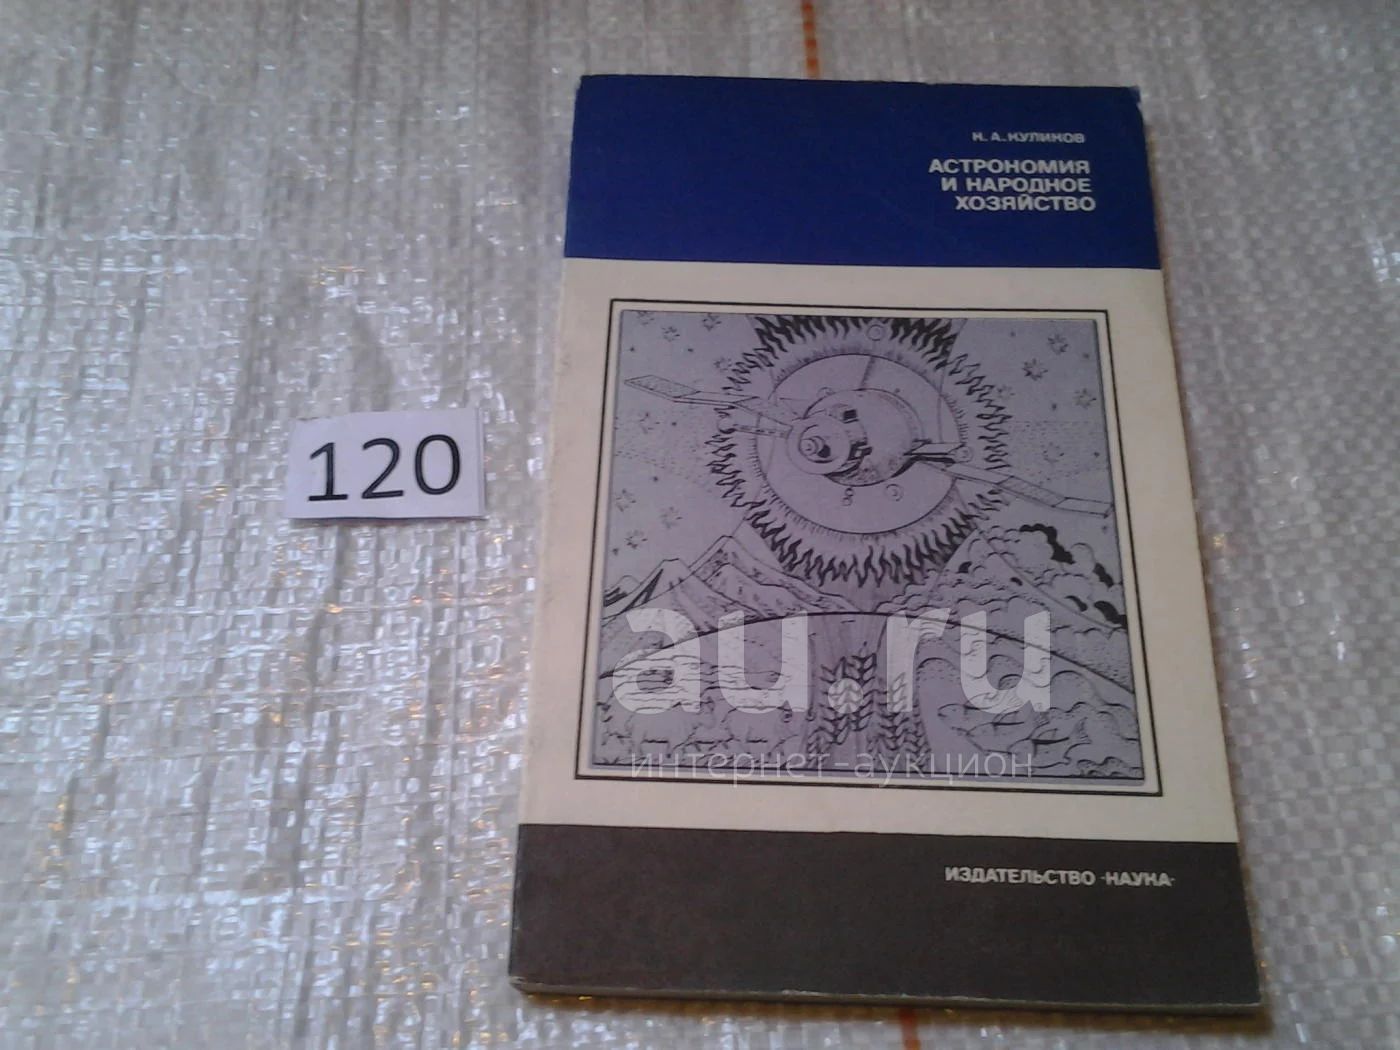 К. А. КУЛИКОВ
АСТРОНОМИЯ
И НАРОДНОЕ
ХОЗЯЙСТВО
120
au.ru
интернет-аукцион
ИЗДАТЕЛЬСТВО «НАУКА»